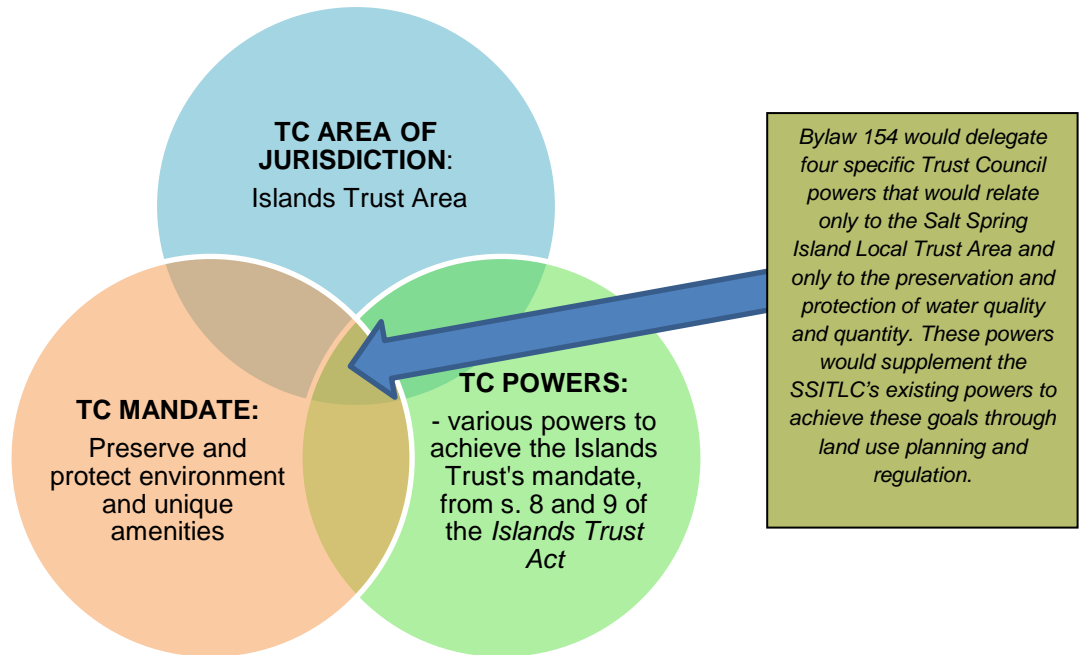 TC AREA OF
JURISDICTION:
Islands Trust Area
TC MANDATE:
Preserve and
protect environment
and unique
amenities
TC POWERS:
- various powers to
achieve the Islands
Trust's mandate,
from s. 8 and 9 of
the Islands Trust
Act
Bylaw 154 would delegate
four specific Trust Council
powers that would relate
only to the Salt Spring
Island Local Trust Area and
only to the preservation and
protection of water quality
and quantity. These powers
would supplement the
SSITLC’s existing powers to
achieve these goals through
land use planning and
regulation.